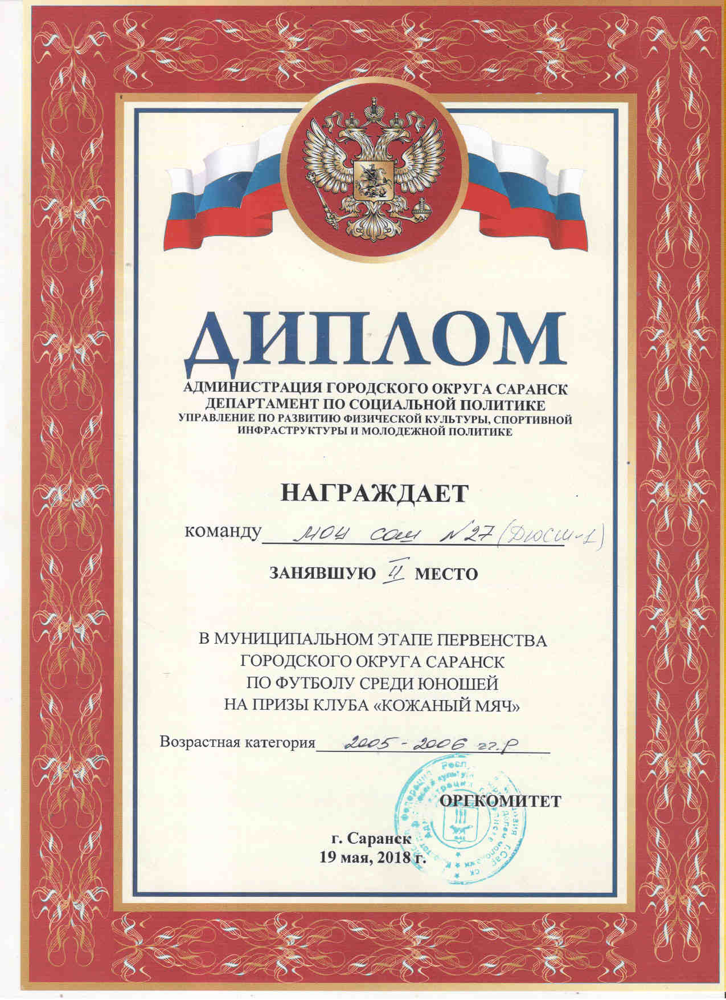 ДИПЛОМ
АДМИНИСТРАЦИЯ ГОРОДСКОГО ОКРУГА САРАНСК
ДЕПАРТАМЕНТ ПО СОЦИАЛЬНОЙ ПОЛИТИКЕ
УПРАВЛЕНИЕ ПО РАЗВИТИЮ ФИЗИЧЕСКОЙ КУЛЬТУРЫ, СПОРТИВНОЙ
ИНФРАСТРУКТУРЫ И МОЛОДЕЖНОЙ ПОЛИТИКЕ
НАГРАЖДАЕТ
команду МОУ СОШ №27 (ДЮСШ-1)
ЗАНЯВШУЮ II МЕСТО
В МУНИЦИПАЛЬНОМ ЭТАПЕ ПЕРВЕНСТВА
ГОРОДСКОГО ОКРУГА САРАНСК
ПО ФУТБОЛУ СРЕДИ ЮНОШЕЙ
НА ПРИЗЫ КЛУБА «КОЖАНЫЙ МЯЧ»
Возрастная категория 2005-2006 гг.р
ОРГКОМИТЕТ
г. Саранск
19 мая, 2018 г.